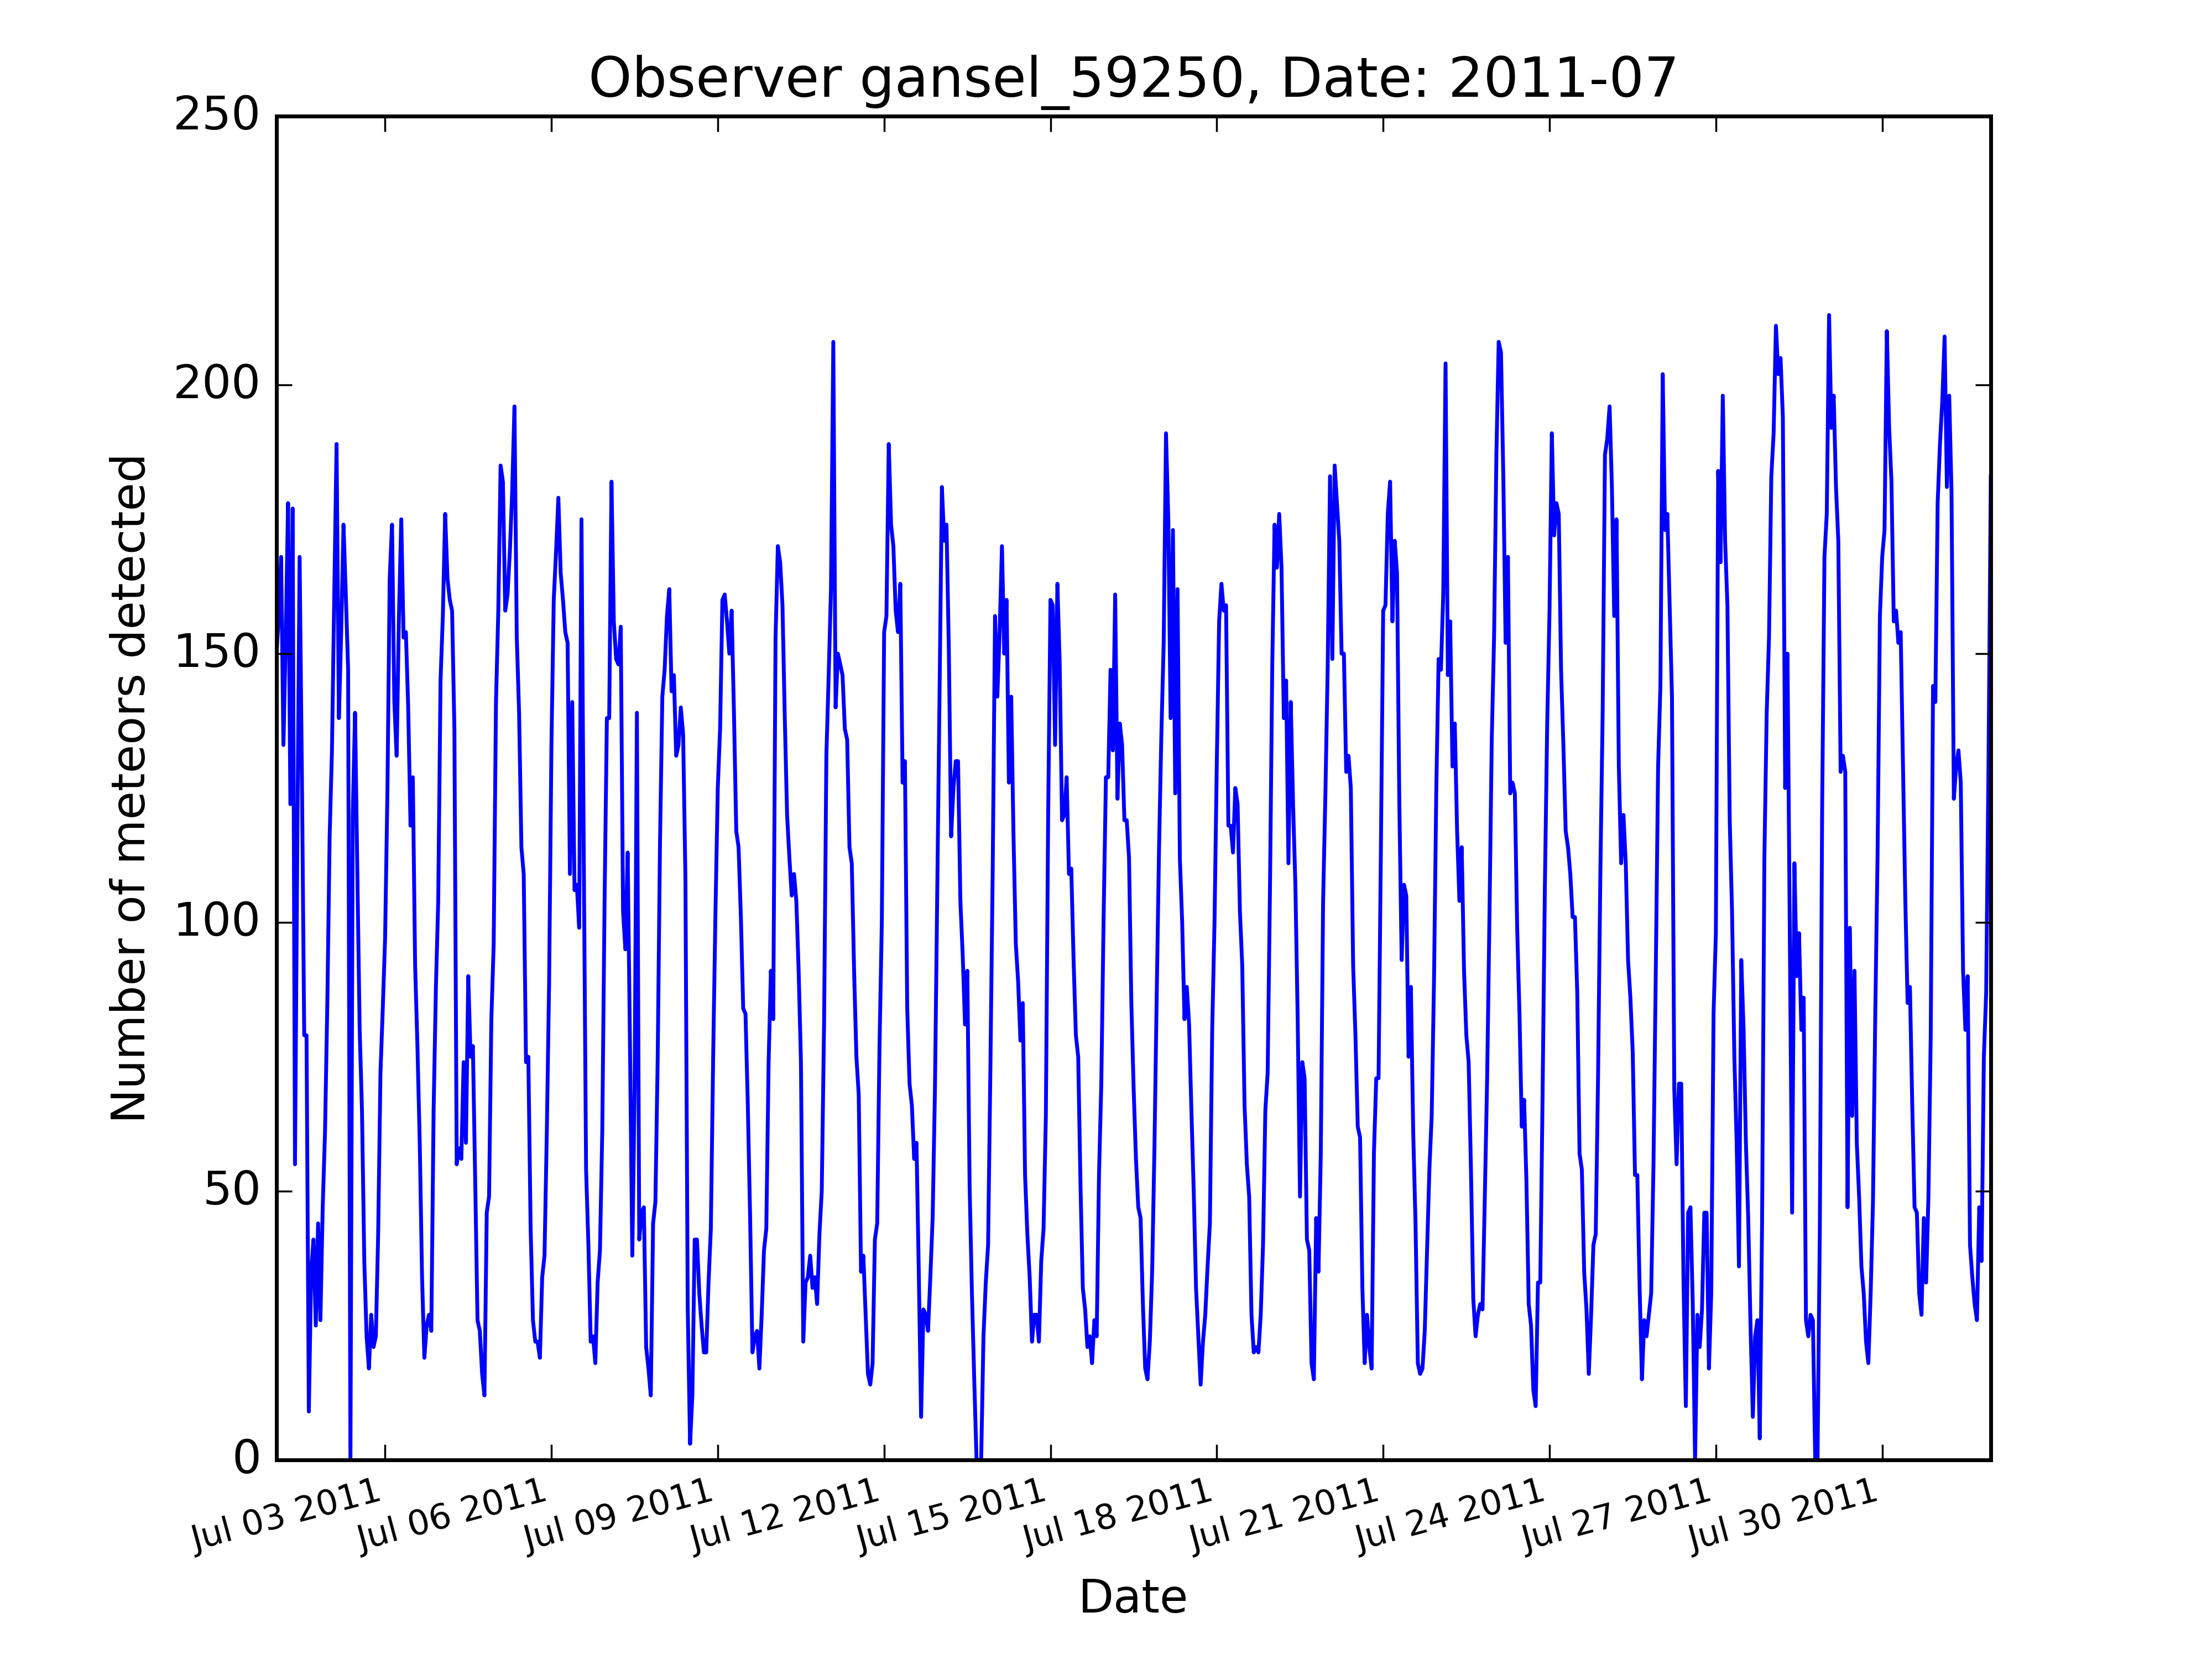 Observer gansel_59250, Date: 2011-07
250
200
150
100
50
0
Number of meteors detected
Jul 03 2011
Jul 06 2011
Jul 09 2011
Jul 12 2011
Jul 15 2011
Jul 18 2011
Jul 21 2011
Jul 24 2011
Jul 27 2011
Jul 30 2011
Date